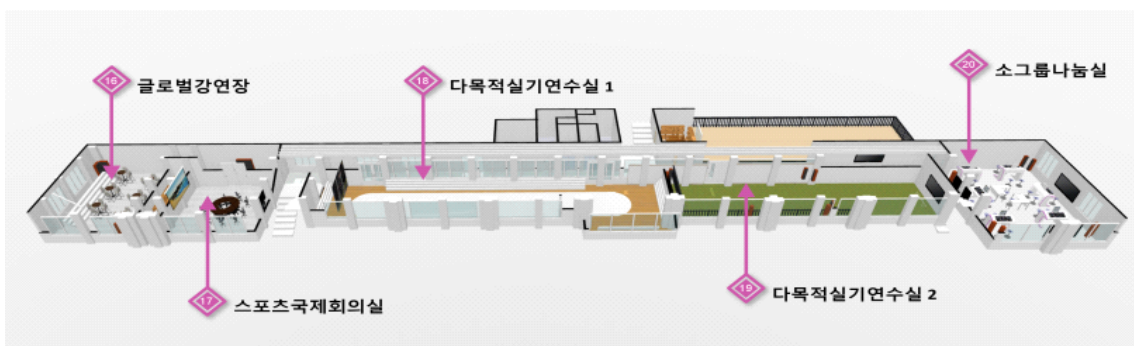 16 글로벌강연장
18 다목적실기연수실 1
20 소그룹나눔실
17 스포츠국제회의실
19 다목적실기연수실 2